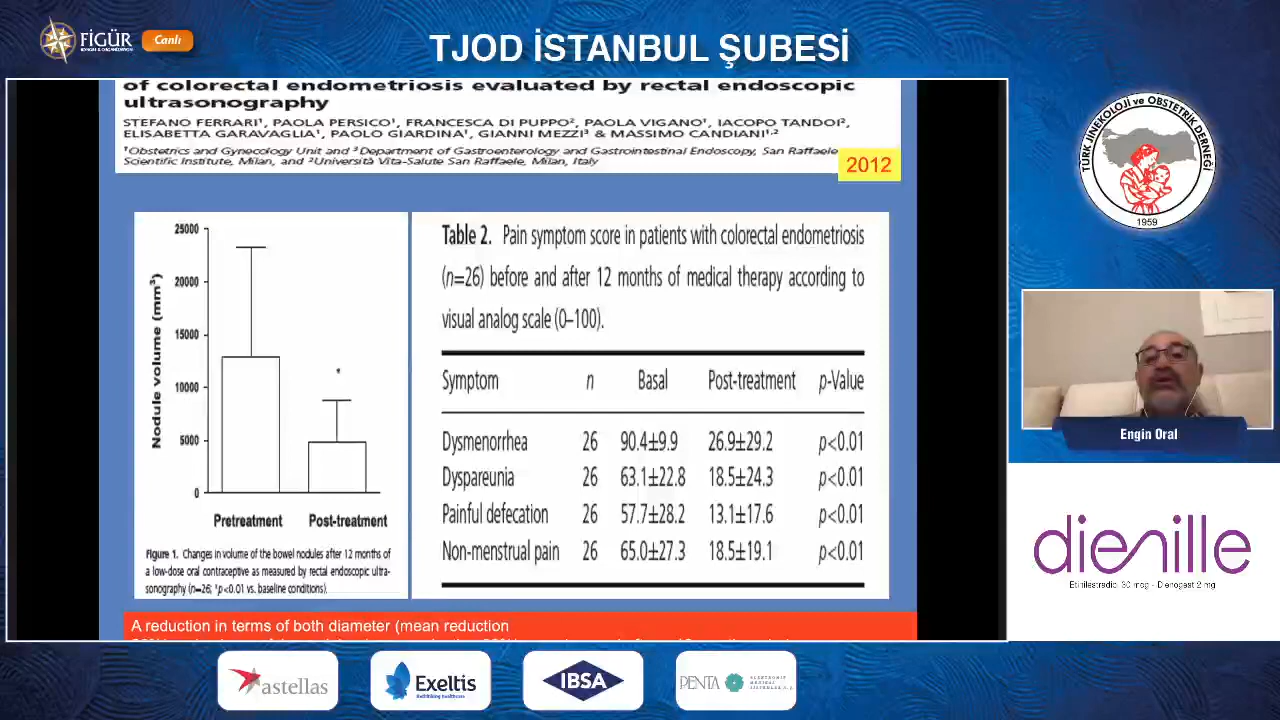 FİGÜR
KONGRE & ORGANİZASYON
Canlı
TJOD İSTANBUL ŞUBESİ
of colorectal endometriosis evaluated by rectal endoscopic
ultrasonography
STEFANO FERRARI¹, PAOLA PERSICO¹, FRANCESCA DI PUPPO², PAOLA VIGANO¹, IACOPO TANDOI²,
ELISABETTA GARAVAGLIA¹, PAOLO GIARDINA¹, GIANNI MEZZI³ & MASSIMO CANDIANI¹,²
¹Obstetrics and Gynecology Unit and ³Department of Gastroenterology and Gastrointestinal Endoscopy, San Raffaele
Scientific Institute, Milan, and ²Università Vita-Salute San Raffaele, Milan, Italy
2012
Nodule volume (mm³)
25000
20000
15000
10000
5000
0
*
Pretreatment Post-treatment
Figure 1. Changes in volume of the bowel nodules after 12 months of
a low-dose oral contraceptive as measured by rectal endoscopic ultra-
sonography (n=26; *p<0.01 vs. baseline conditions).
Table 2. Pain symptom score in patients with colorectal endometriosis
(n=26) before and after 12 months of medical therapy according to
visual analog scale (0–100).
Symptom n Basal Post-treatment p-Value
Dysmenorrhea 26 90.4±9.9 26.9±29.2 p<0.01
Dyspareunia 26 63.1±22.8 18.5±24.3 p<0.01
Painful defecation 26 57.7±28.2 13.1±17.6 p<0.01
Non-menstrual pain 26 65.0±27.3 18.5±19.1 p<0.01
A reduction in terms of both diameter (mean reduction
TÜRK JİNEKOLOJİ ve OBSTETRİK DERNEĞİ
1959
Engin Oral
dienille
Etinilestradiol 30 mcg - Dienogest 2 mg
astellas
Exeltis
Rethinking healthcare
IBSA
PENTA